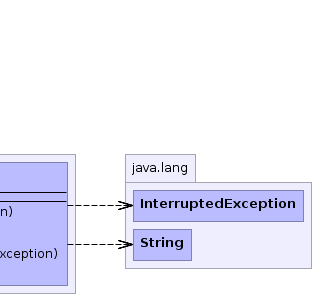 java.lang
InterruptedException
n)
String
xception)